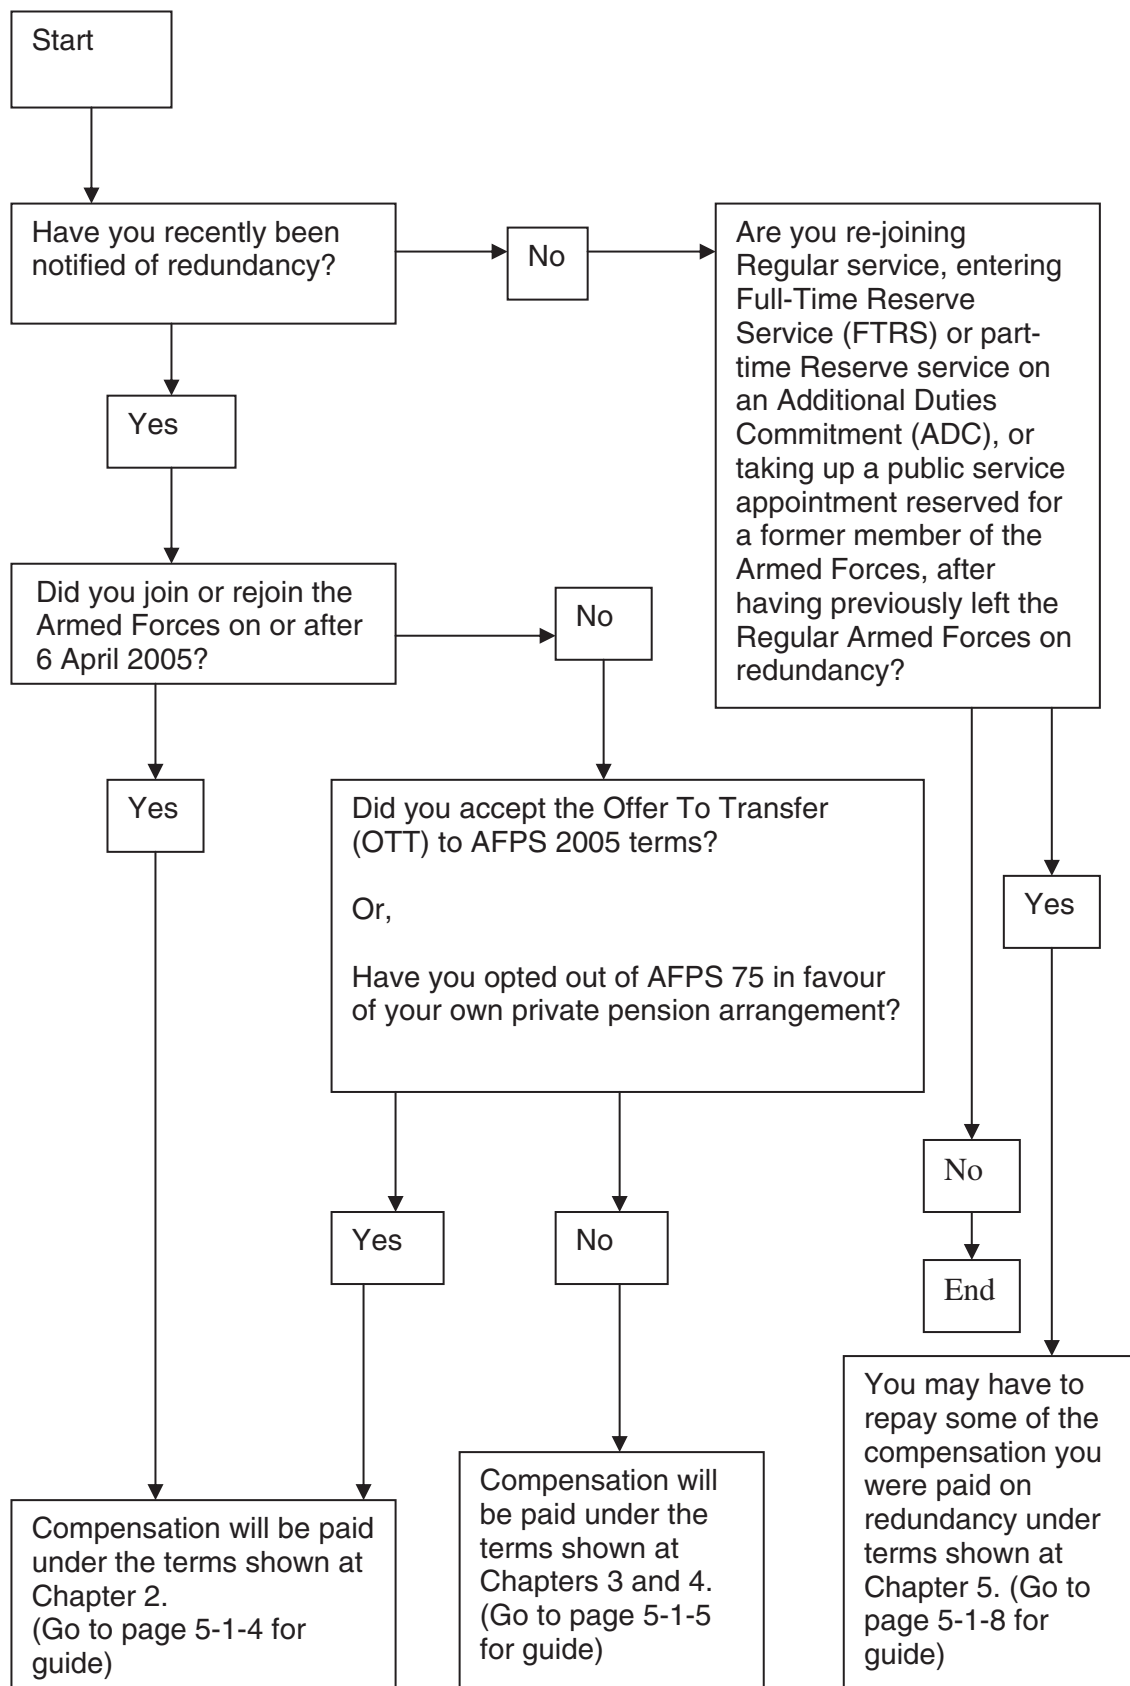 Start
Have you recently been
notified of redundancy?
No
Are you re-joining
Regular service, entering
Full-Time Reserve
Service (FTRS) or part-
time Reserve service on
an Additional Duties
Commitment (ADC), or
taking up a public service
appointment reserved for
a former member of the
Armed Forces, after
having previously left the
Regular Armed Forces on
redundancy?
Yes
Did you join or rejoin the
Armed Forces on or after
6 April 2005?
No
Yes
Did you accept the Offer To Transfer
(OTT) to AFPS 2005 terms?
Or,
Have you opted out of AFPS 75 in favour
of your own private pension arrangement?
Yes
No
End
Yes
No
Compensation will be paid
under the terms shown at
Chapter 2.
(Go to page 5-1-4 for
guide)
Compensation will
be paid under the
terms shown at
Chapters 3 and 4.
(Go to page 5-1-5
for guide)
You may have to
repay some of the
compensation you
were paid on
redundancy under
terms shown at
Chapter 5. (Go to
page 5-1-8 for
guide)